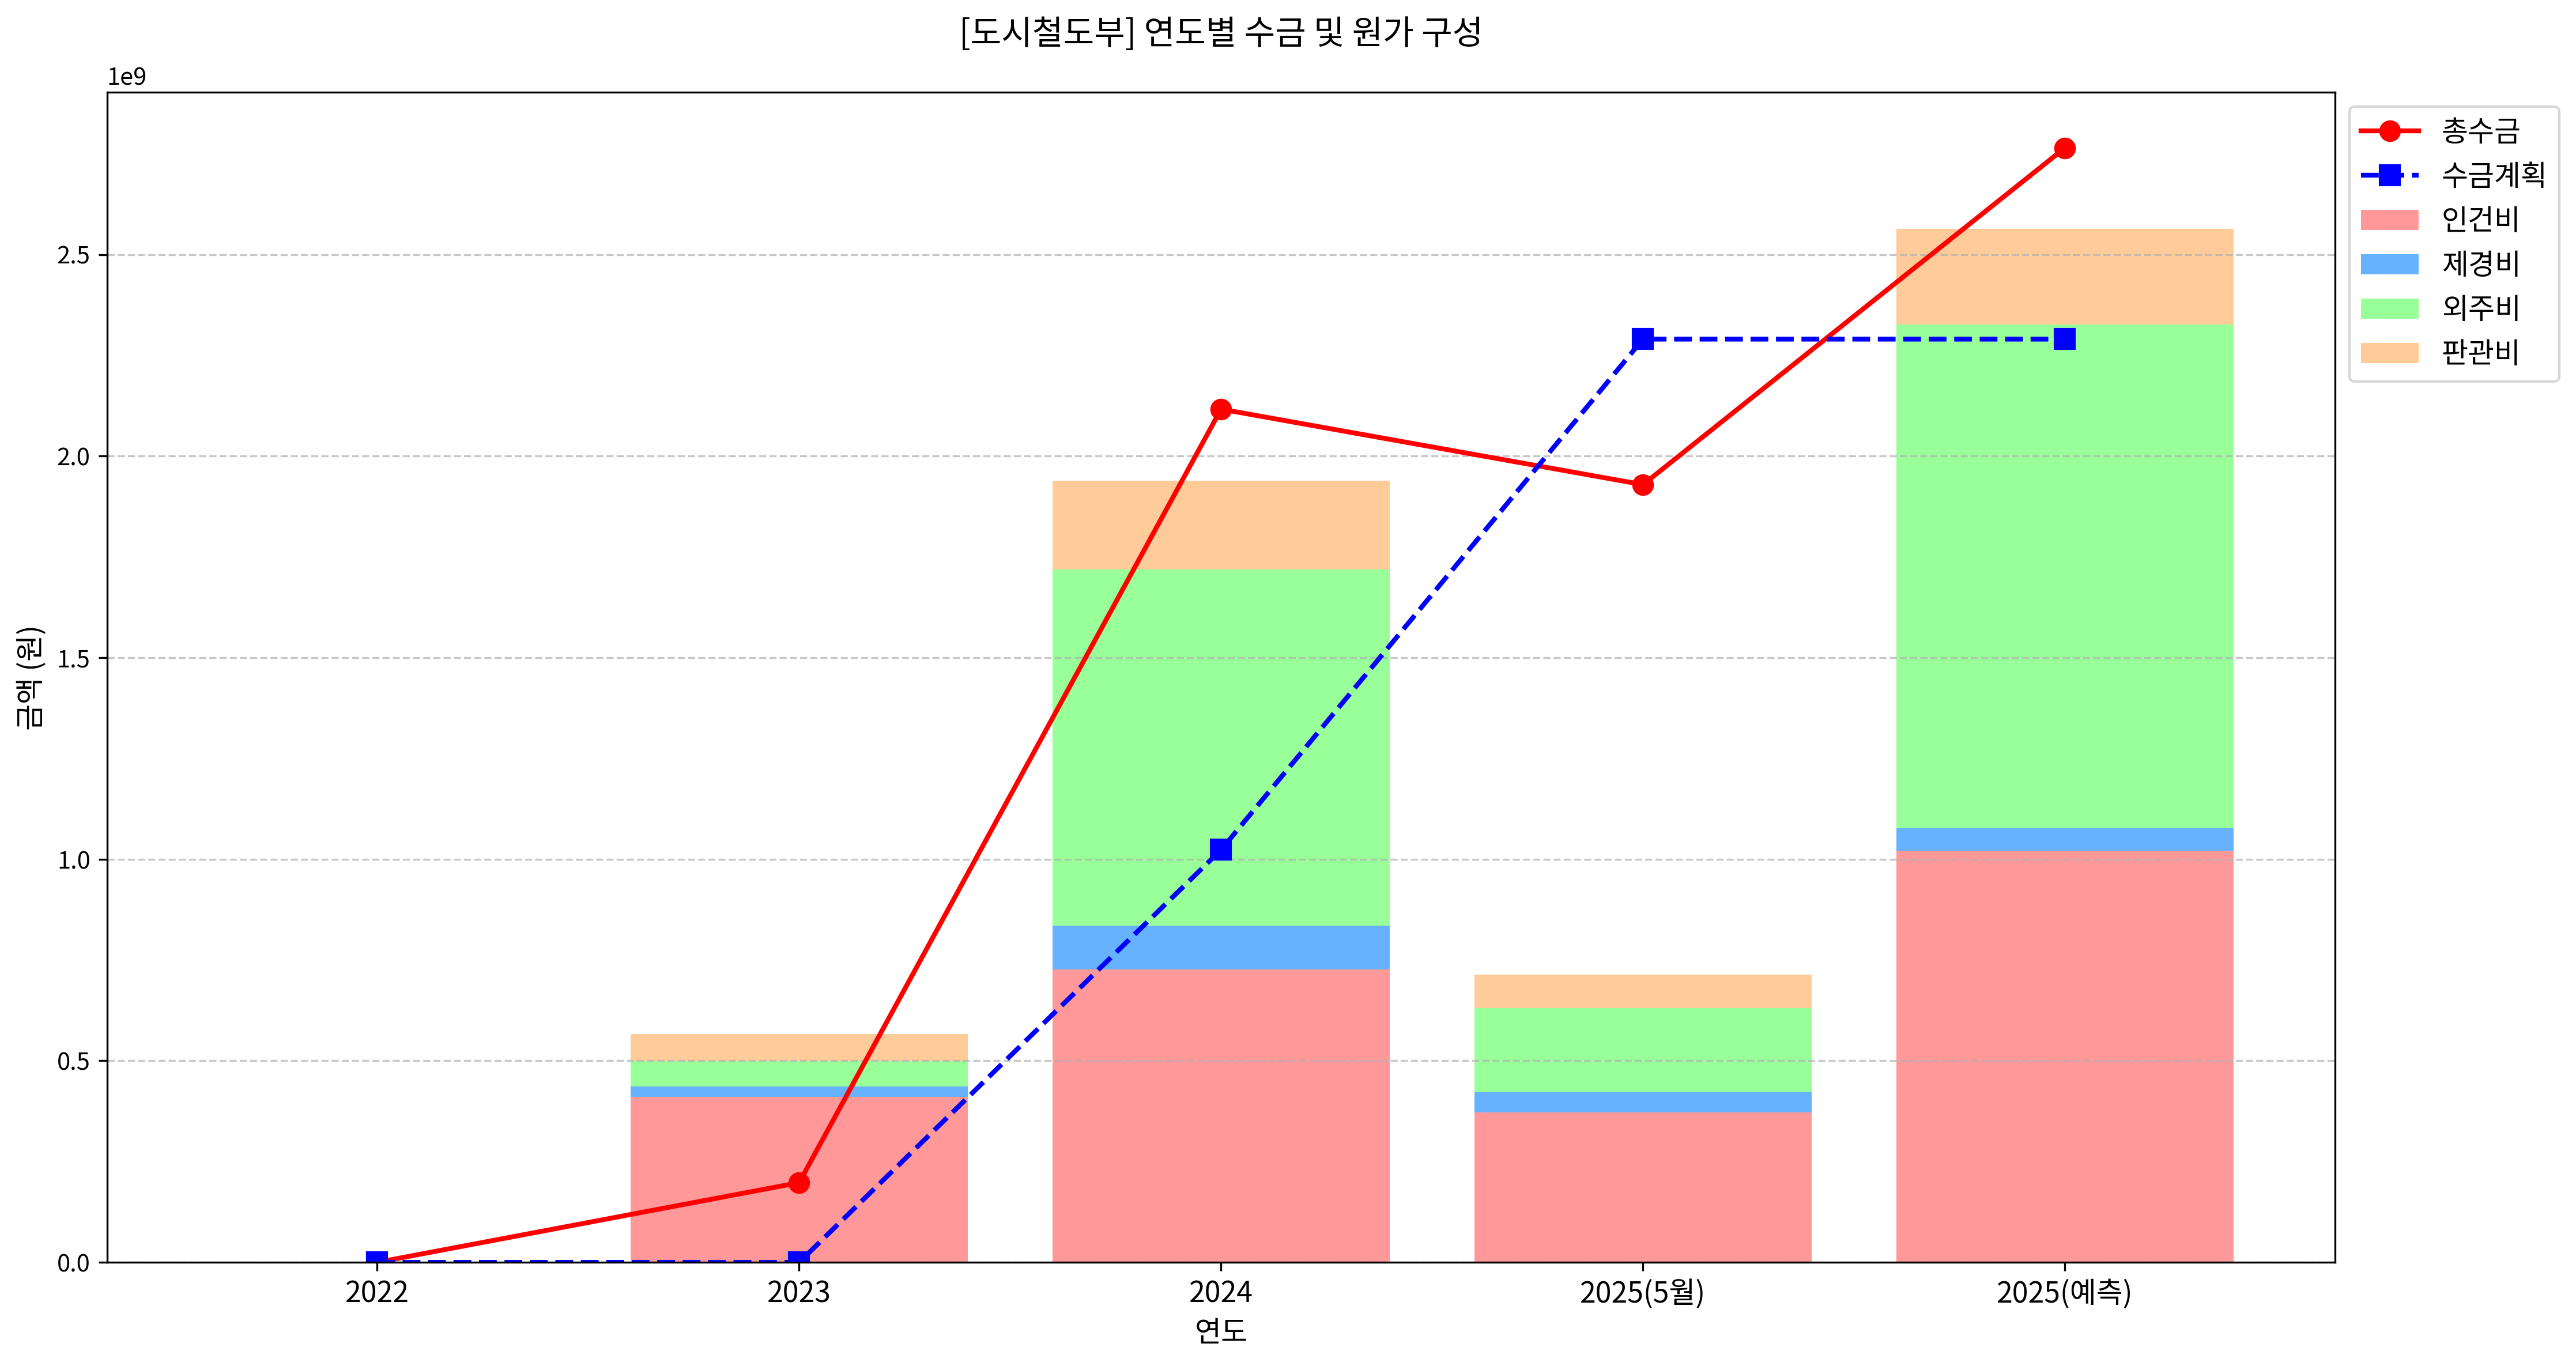 [도시철도부] 연도별 수금 및 원가 구성
1e9
총수금
수금계획
인건비
제경비
외주비
판관비
2.5
2.0
1.5
1.0
0.5
0.0
금액 (원)
2022
2023
2024
2025(5월)
2025(예측)
연도